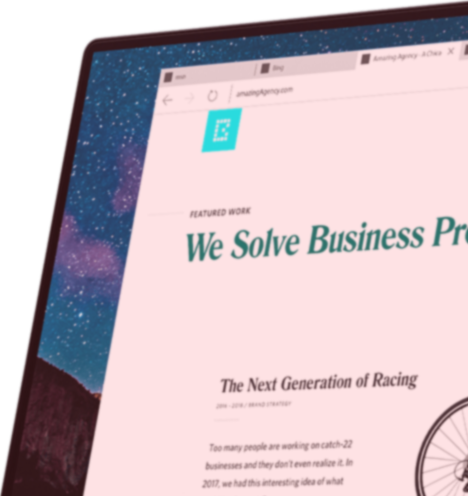 Blog
Amazing Agency - A Crea
amazingagency.com
FEATURED WORK
We Solve Business Pr
The Next Generation of Racing
BRAND STRATEGY
Too many people are working on catch-22
businesses and they don't even realize it. In
2017, we had this interesting idea of what